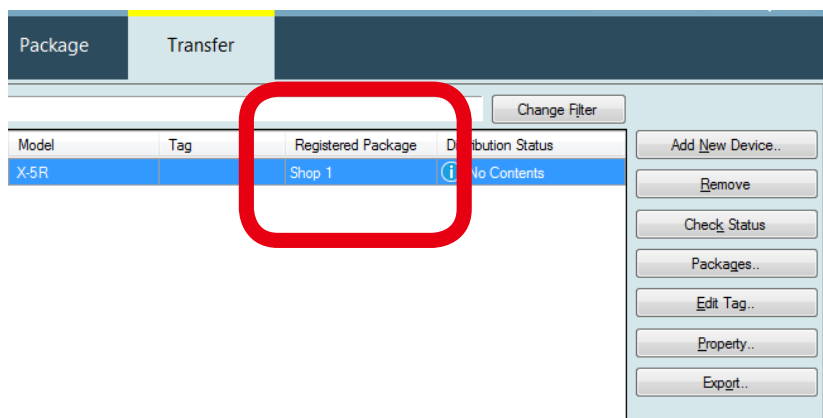 Package Transfer
Change Filter
Model Tag Registered Package Distribution Status
X-5R Shop 1 No Contents
Add New Device..
Remove
Check Status
Packages..
Edit Tag..
Property..
Export..